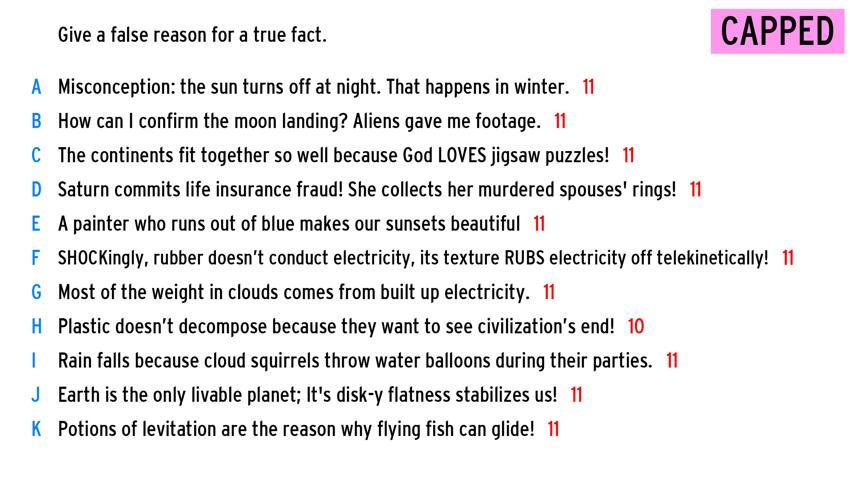 Give a false reason for a true fact.
CAPPED
A Misconception: the sun turns off at night. That happens in winter. 11
B How can I confirm the moon landing? Aliens gave me footage. 11
C The continents fit together so well because God LOVES jigsaw puzzles! 11
D Saturn commits life insurance fraud! She collects her murdered spouses' rings! 11
E A painter who runs out of blue makes our sunsets beautiful 11
F SHOCKingly, rubber doesn’t conduct electricity, its texture RUBS electricity off telekinetically! 11
G Most of the weight in clouds comes from built up electricity. 11
H Plastic doesn’t decompose because they want to see civilization’s end! 10
I Rain falls because cloud squirrels throw water balloons during their parties. 11
J Earth is the only livable planet; It's disk-y flatness stabilizes us! 11
K Potions of levitation are the reason why flying fish can glide! 11